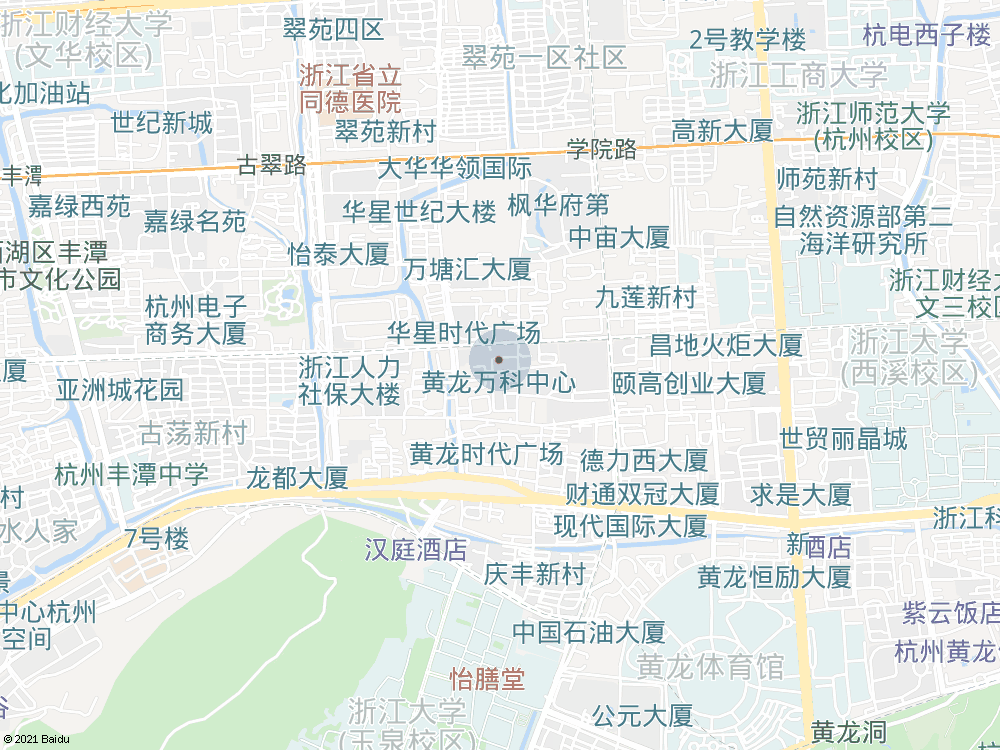 浙江财经大学
(文华校区)
翠苑四区
翠苑一区社区
2号教学楼
杭电西子楼
浙江省立
同德医院
浙江工商大学
化加油站
世纪新城
翠苑新村
高新大厦
浙江师范大学
(杭州校区)
学院路
古翠路
大华华领国际
丰潭
师苑新村
嘉绿西苑
嘉绿名苑
华星世纪大楼
枫华府第
自然资源部第二
海洋研究所
中宙大厦
湖区丰潭
市文化公园
怡泰大厦
万塘汇大厦
浙江财经大
文三校区
九莲新村
杭州电子
商务大厦
华星时代广场
昌地火炬大厦
浙江大学
(西溪校区)
厦
浙江人力
社保大楼
亚洲城花园
黄龙万科中心
颐高创业大厦
古荡新村
世贸丽晶城
黄龙时代广场
德力西大厦
杭州丰潭中学
龙都大厦
村
财通双冠大厦
求是大厦
水人家
7号楼
现代国际大厦
浙江科
汉庭酒店
新
酒店
庆丰新村
黄龙恒励大厦
景
中心杭州
空间
紫云饭店
中国石油大厦
杭州黄龙
黄龙体育馆
怡膳堂
谷
浙江大学
(玉泉校区)
公元大厦
黄龙洞
杭
© 2021 Baidu